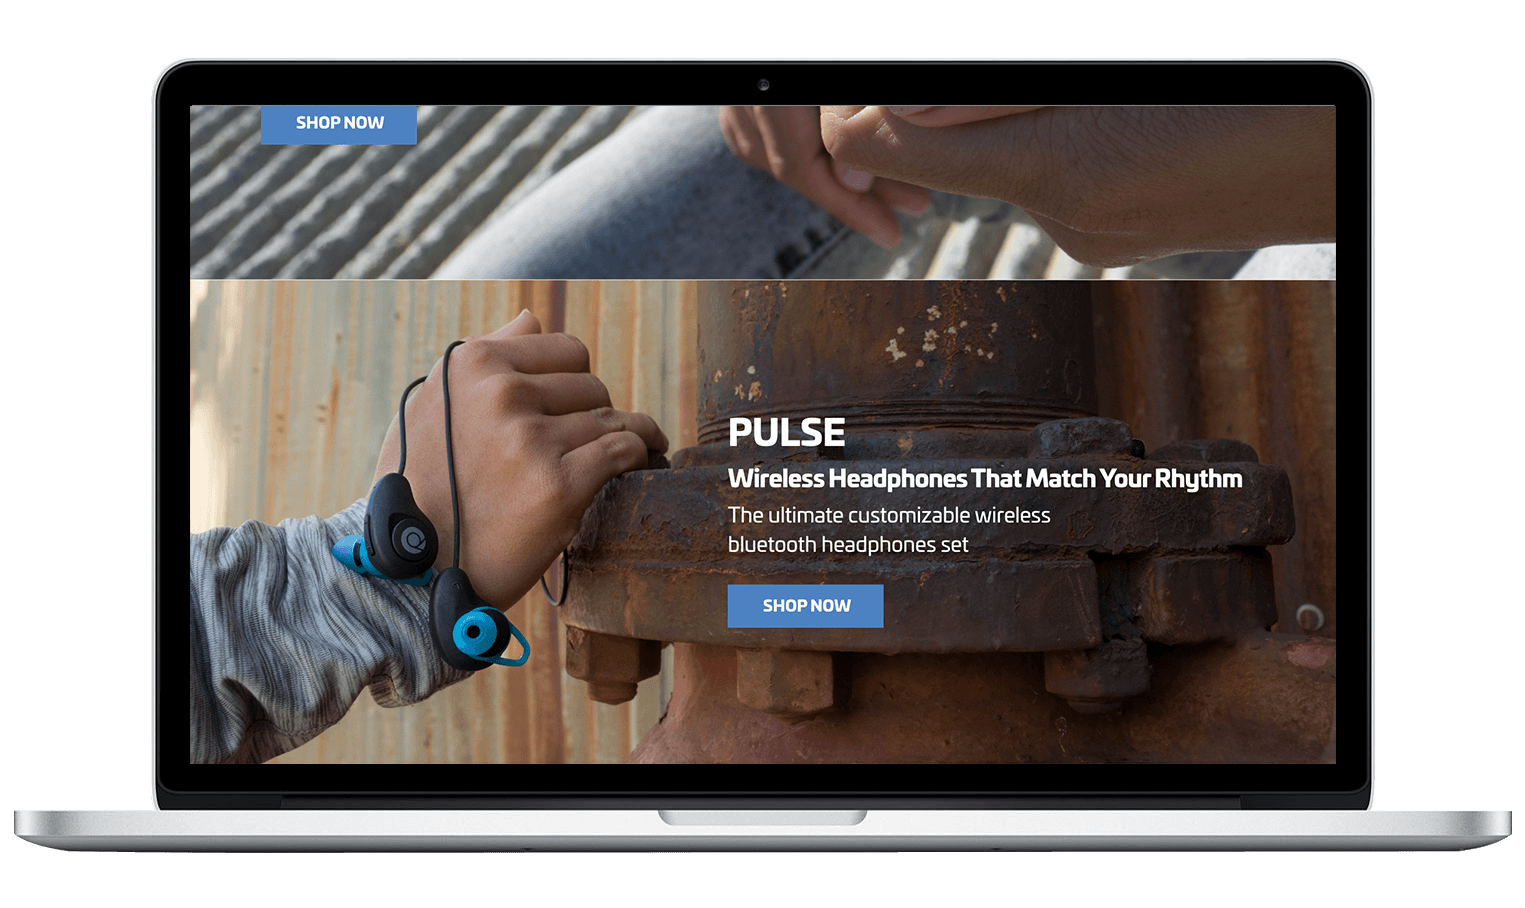 SHOP NOW
PULSE
Wireless Headphones That Match Your Rhythm
The ultimate customizable wireless
bluetooth headphones set
SHOP NOW